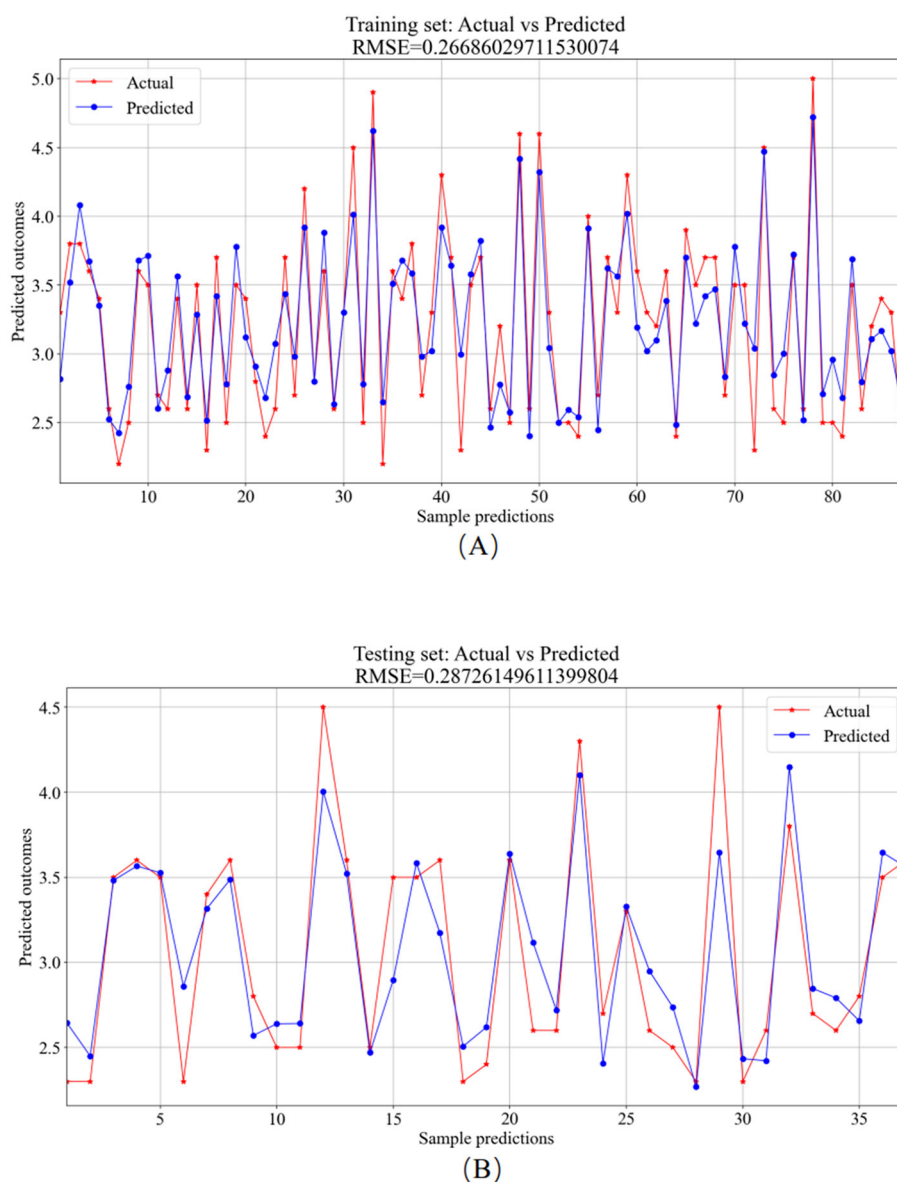 Training set: Actual vs Predicted
RMSE=0.26686029711530074
Actual
Predicted
Predicted outcomes
5.0
4.5
4.0
3.5
3.0
2.5
10 20 30 40 50 60 70 80
Sample predictions
(A)
Testing set: Actual vs Predicted
RMSE=0.28726149611399804
Actual
Predicted
Predicted outcomes
4.5
4.0
3.5
3.0
2.5
5 10 15 20 25 30 35
Sample predictions
(B)